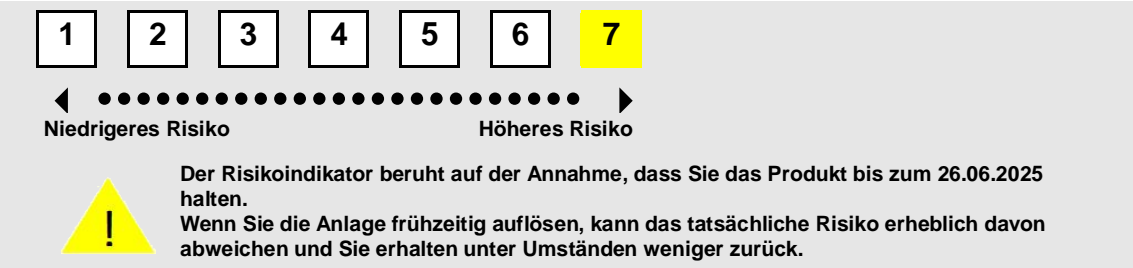 1 2 3 4 5 6 7
Niedrigeres Risiko Höheres Risiko
Der Risikoindikator beruht auf der Annahme, dass Sie das Produkt bis zum 26.06.2025
halten.
Wenn Sie die Anlage frühzeitig auflösen, kann das tatsächliche Risiko erheblich davon
abweichen und Sie erhalten unter Umständen weniger zurück.
!